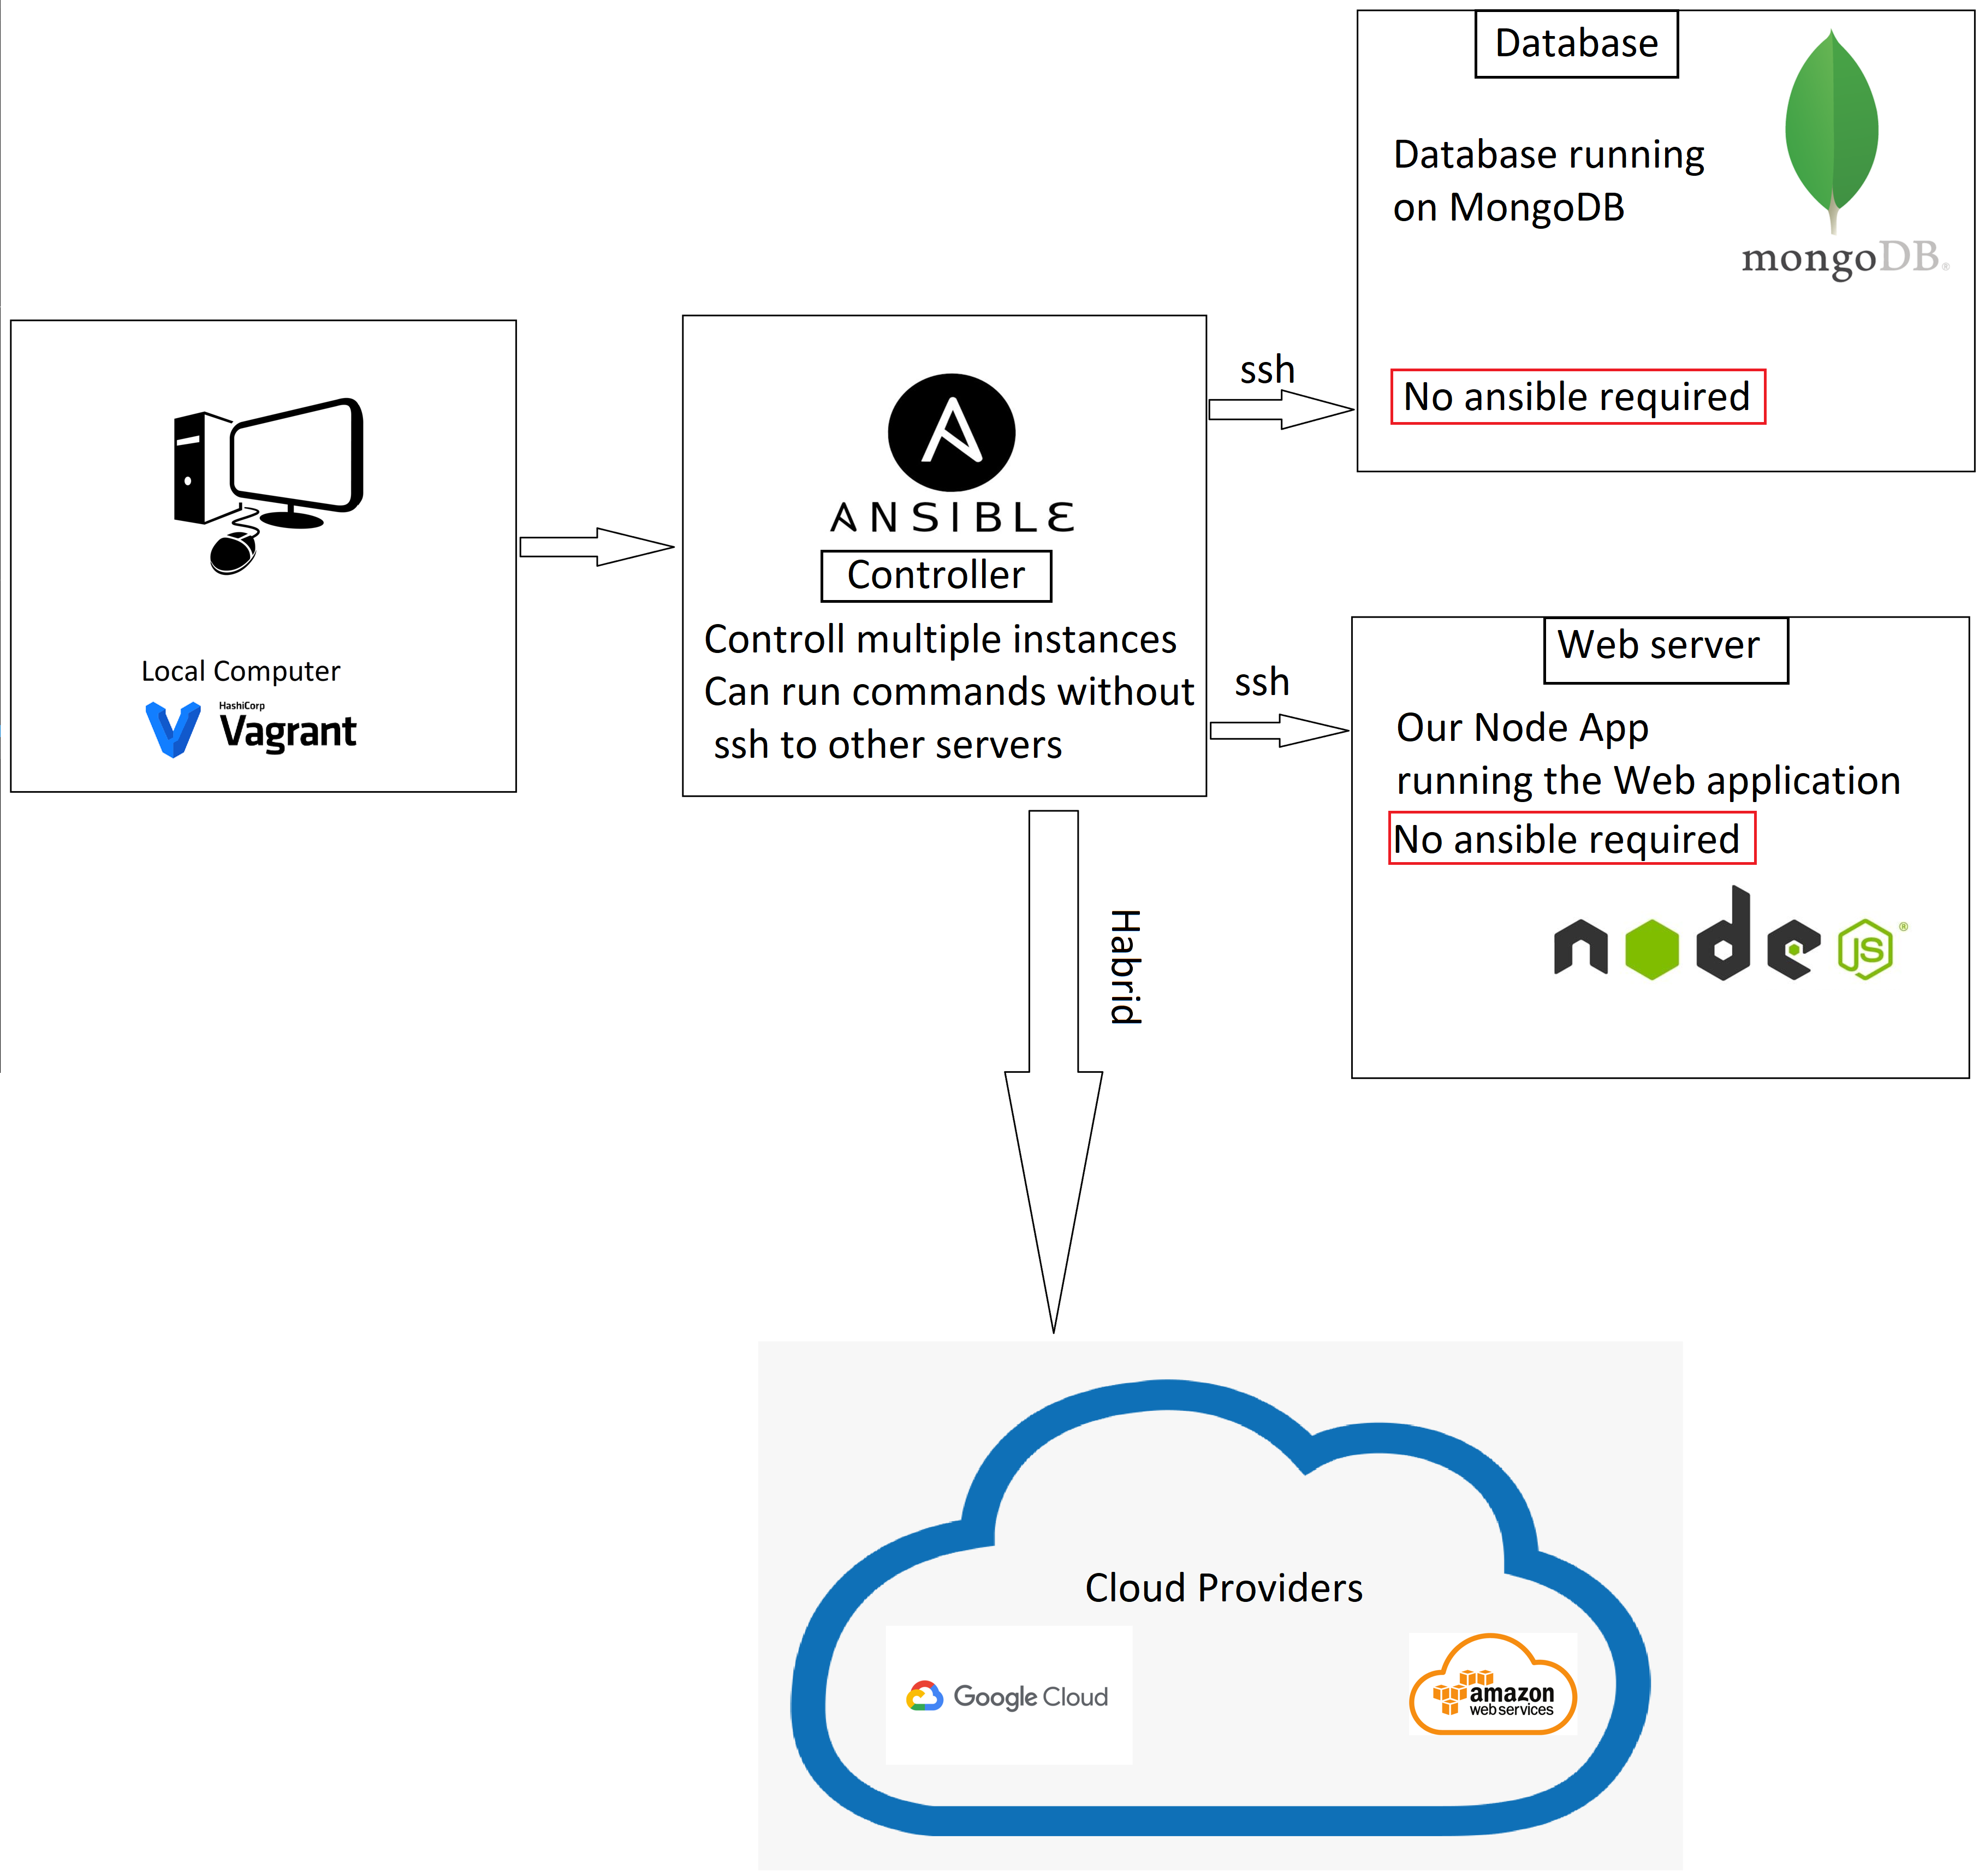 Database
Database running
on MongoDB
mongoDB®
No ansible required
Local Computer
HashiCorp
Vagrant
ANSIBLE
Controller
Controll multiple instances
Can run commands without
ssh to other servers
ssh
ssh
Web server
Our Node App
running the Web application
No ansible required
node JS ®
Habrid
Cloud Providers
Google Cloud
amazon
web services